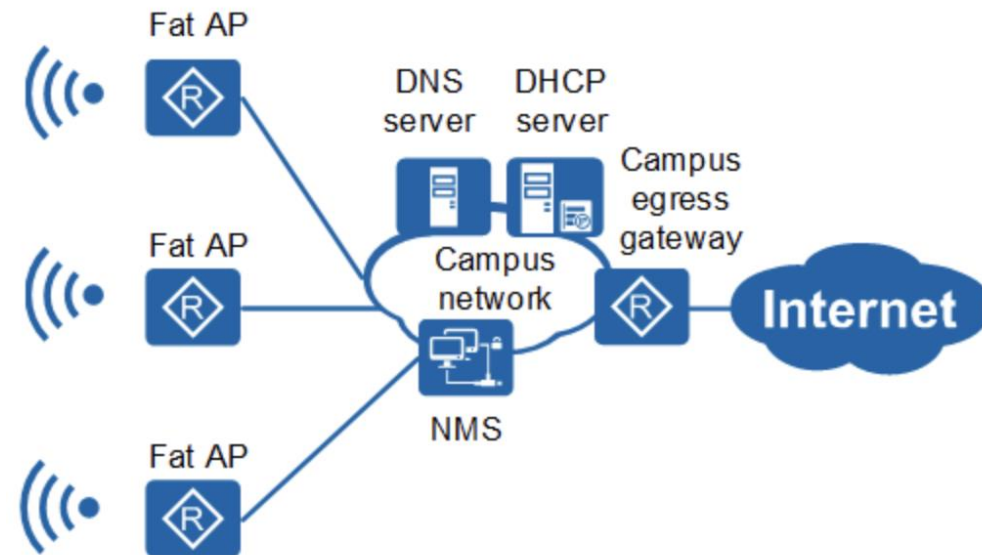 Fat AP
R
DNS
server
DHCP
server
Campus
egress
gateway
Fat AP
R
Campus
network
R
Internet
NMS
Fat AP
R